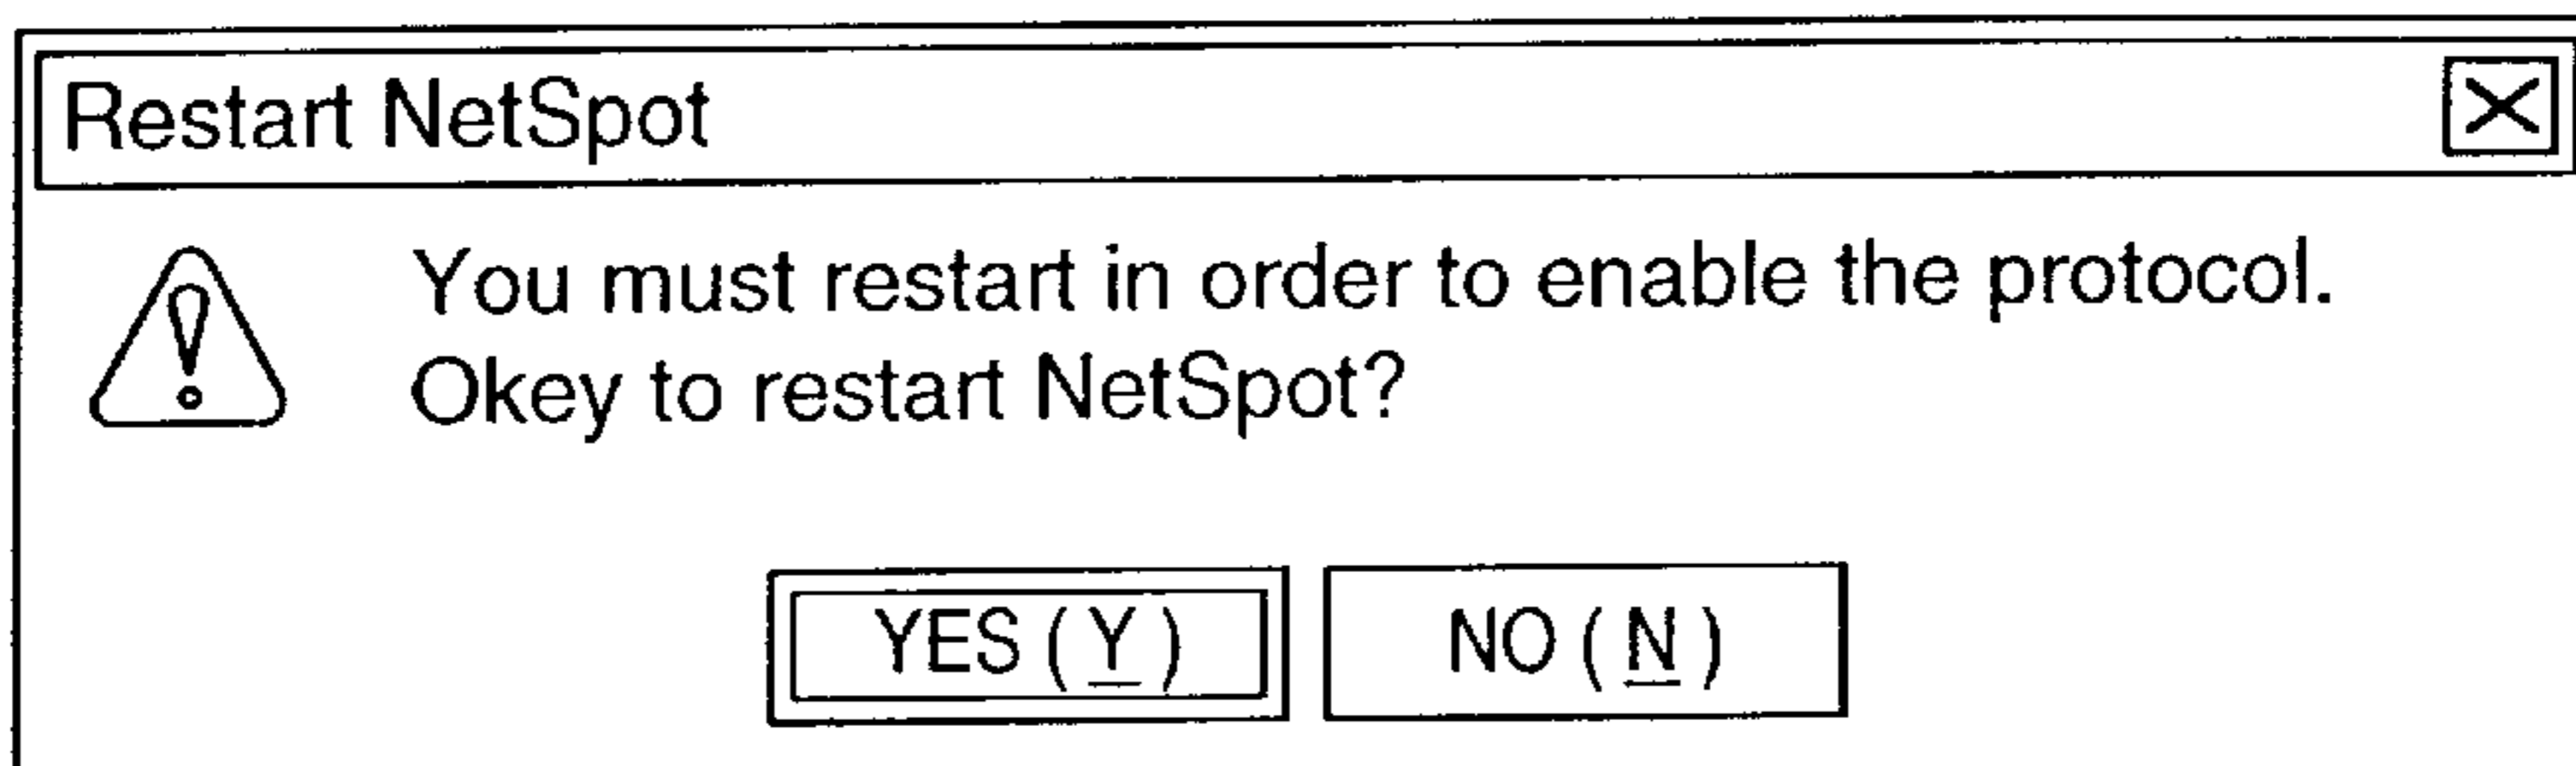 Restart NetSpot
You must restart in order to enable the protocol.
Okey to restart NetSpot?
YES ( Y )
NO ( N )